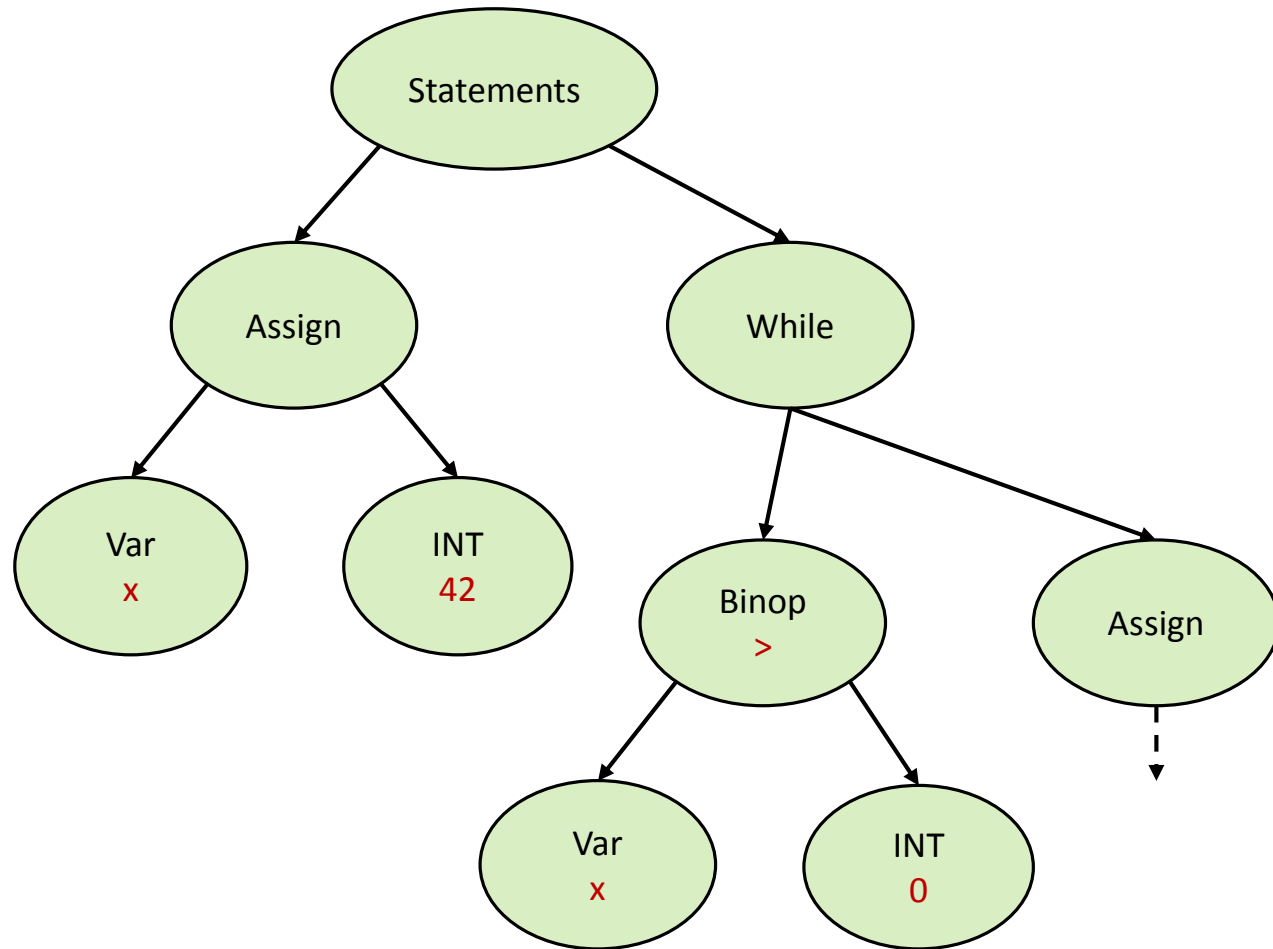 Statements
Assign
While
Var
x
INT
42
Binop
>
Assign
Var
x
INT
0